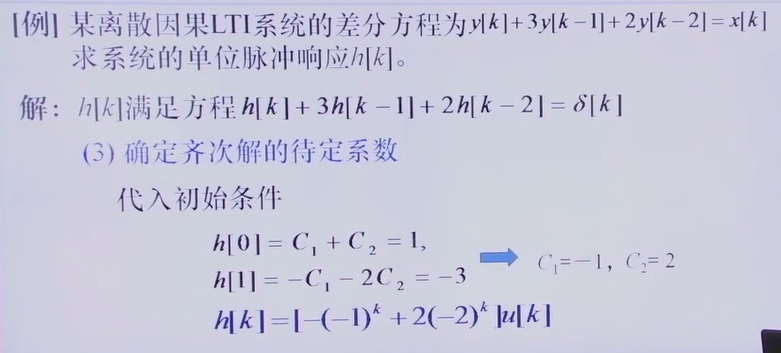 [例] 某离散因果LTI系统的差分方程为y[k]+3y[k−1]+2y[k−2]=x[k]
求系统的单位脉冲响应h[k]。
解：h[k]满足方程h[k]+3h[k−1]+2h[k−2]=δ[k]
(3) 确定齐次解的待定系数
代入初始条件
h[0]=C₁+C₂=1,
h[1]=−C₁−2C₂=−3
C₁=−1，C₂=2
h[k]=[−(−1)ᵏ+2(−2)ᵏ]u[k]